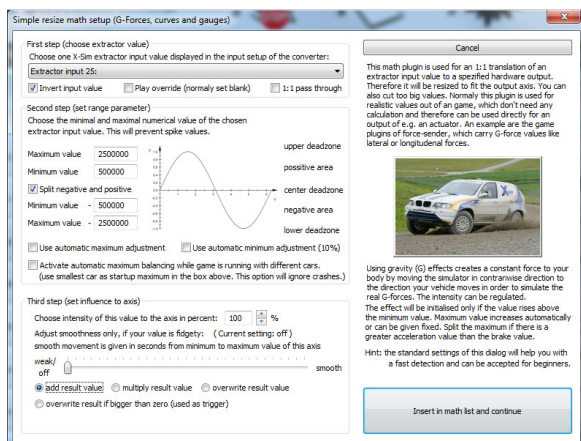 Simple resize math setup (G-Forces, curves and gauges)
First step (choose extractor value)
Choose one X-Sim extractor input value displayed in the input setup of the converter:
Extractor input 25:
Invert input value
Play override (normaly set blank)
1:1 pass through
Second step (set range parameter)
Choose the minimal and maximal numerical value of the chosen
extractor input value. This will prevent spike values.
Maximum value 2500000
Minimum value 500000
Split negative and positive
Minimum value - 500000
Maximum value - 2500000
upper deadzone
possitive area
center deadzone
negative area
lower deadzone
Use automatic maximum adjustment
Use automatic minimum adjustment (10%)
Activate automatic maximum balancing while game is running with different cars.
(use smallest car as startup maximum in the box above. This option will ignore crashes.)
Third step (set influence to axis)
Choose intensity of this value to the axis in percent: 100 %
Adjust smoothness only, if your value is fidgety: (Current setting: off )
smooth movement is given in seconds from minimum to maximum value of this axis
weak/
off
smooth
add result value
multiply result value
overwrite result value
overwrite result if bigger than zero (used as trigger)
Cancel
This math plugin is used for an 1:1 translation of an
extractor input value to a spezified hardware output.
Therefore it will be resized to fit the output axis. You can
also cut too big values. Normaly this plugin is used for
realistic values out of an game, which don't need any
calculation and therefore can be used directly for an
output of e.g. an actuator. An example are the game
plugins of force-sender, which carry G-force values like
lateral or longitudenal forces.
Using gravity (G) effects creates a constant force to your
body by moving the simulator in contrariwise direction to
the direction your vehicle moves in order to simulate the
real G-forces. The intensity can be regulated.
The effect will be initialised only if the value rises above
the minimum value. Maximum value increases automatically
or can be given fixed. Split the maximum if there is a
greater acceleration value than the brake value.
Hint: the standard settings of this dialog will help you with
a fast detection and can be accepted for beginners.
Insert in math list and continue